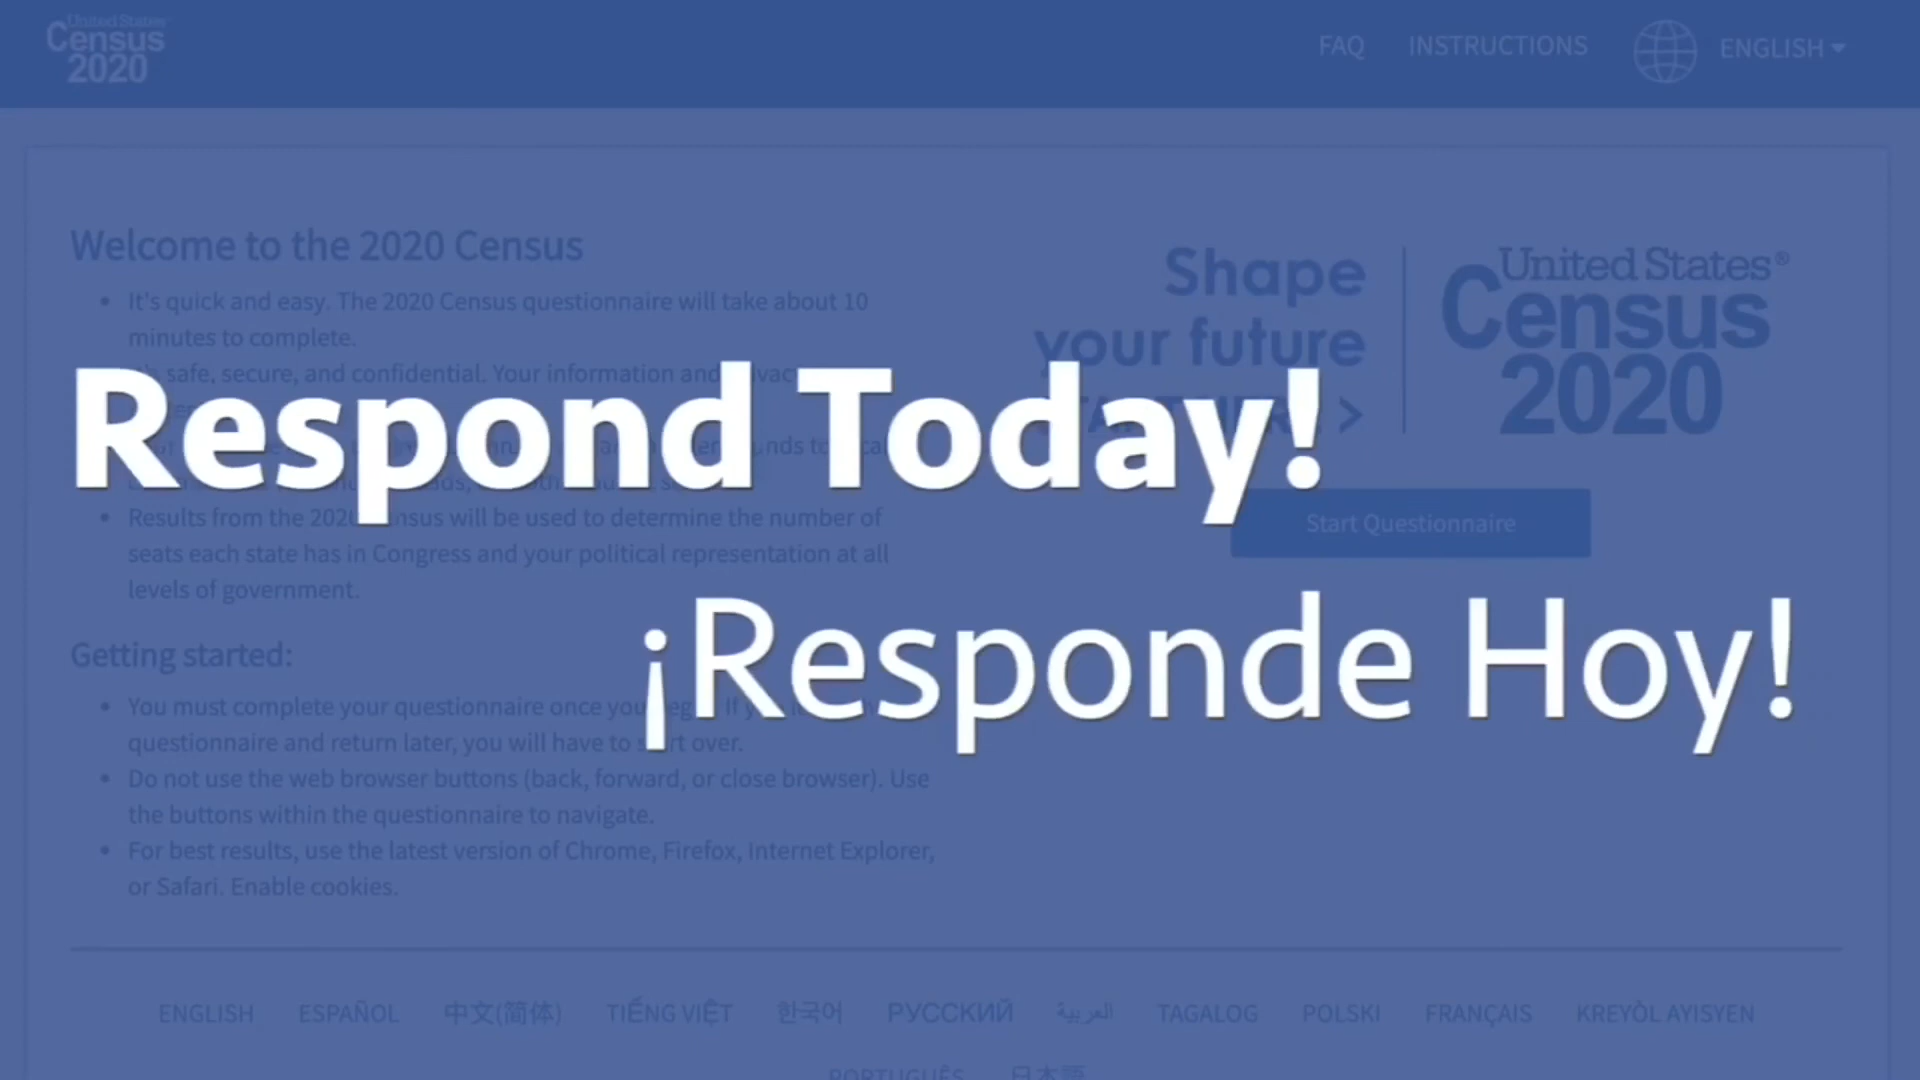 United States
Census
2020
FAQ INSTRUCTIONS ENGLISH
Welcome to the 2020 Census
• It's quick and easy. The 2020 Census questionnaire will take about 10
minutes to complete.
safe, secure, and confidential. Your information and
• Results from the 2020 Census will be used to determine the number of
seats each state has in Congress and your political representation at all
levels of government.
Getting started:
• You must complete your questionnaire once you
questionnaire and return later, you will have to start over.
• Do not use the web browser buttons (back, forward, or close browser). Use
the buttons within the questionnaire to navigate.
• For best results, use the latest version of Chrome, Firefox, Internet Explorer,
or Safari. Enable cookies.
Shape
your future
United States®
Census
2020
Start Questionnaire
Respond Today!
¡Responde Hoy!
ENGLISH ESPAÑOL 中文(简体) TIẾNG VIỆT 한국어 РУССКИЙ العربية TAGALOG POLSKI FRANÇAIS KREYÒL AYISYEN
PORTUGUÊS 日本語